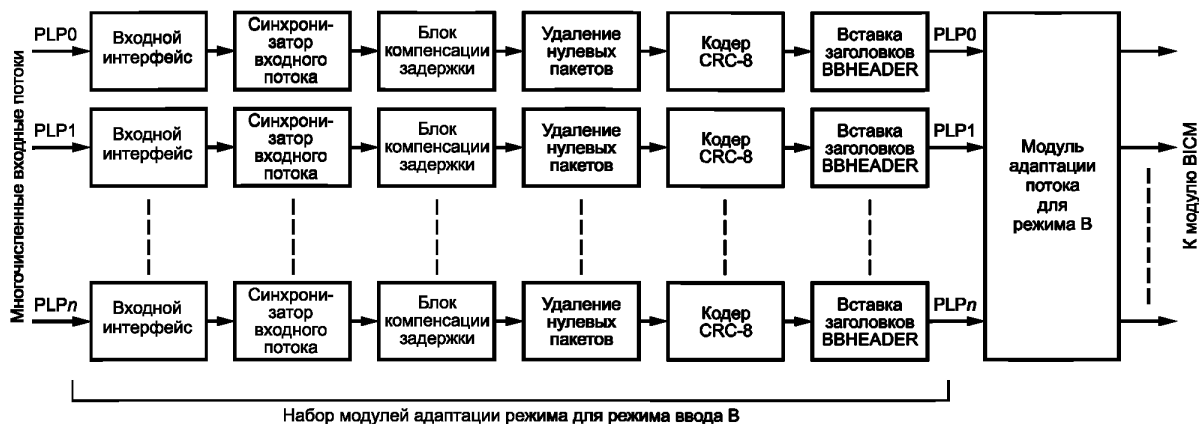 Многочисленные входные потоки
PLP0
Входной
интерфейс
Синхрони-
затор
входного
потока
Блок
компенсации
задержки
Удаление
нулевых
пакетов
Кодер
CRC-8
Вставка
заголовков
BBHEADER
PLP0
PLP1
Входной
интерфейс
Синхрони-
затор
входного
потока
Блок
компенсации
задержки
Удаление
нулевых
пакетов
Кодер
CRC-8
Вставка
заголовков
BBHEADER
PLP1
PLPn
Входной
интерфейс
Синхрони-
затор
входного
потока
Блок
компенсации
задержки
Удаление
нулевых
пакетов
Кодер
CRC-8
Вставка
заголовков
BBHEADER
PLPn
Модуль
адаптации
потока
для
режима В
К модулю BICM
Набор модулей адаптации режима для режима ввода В